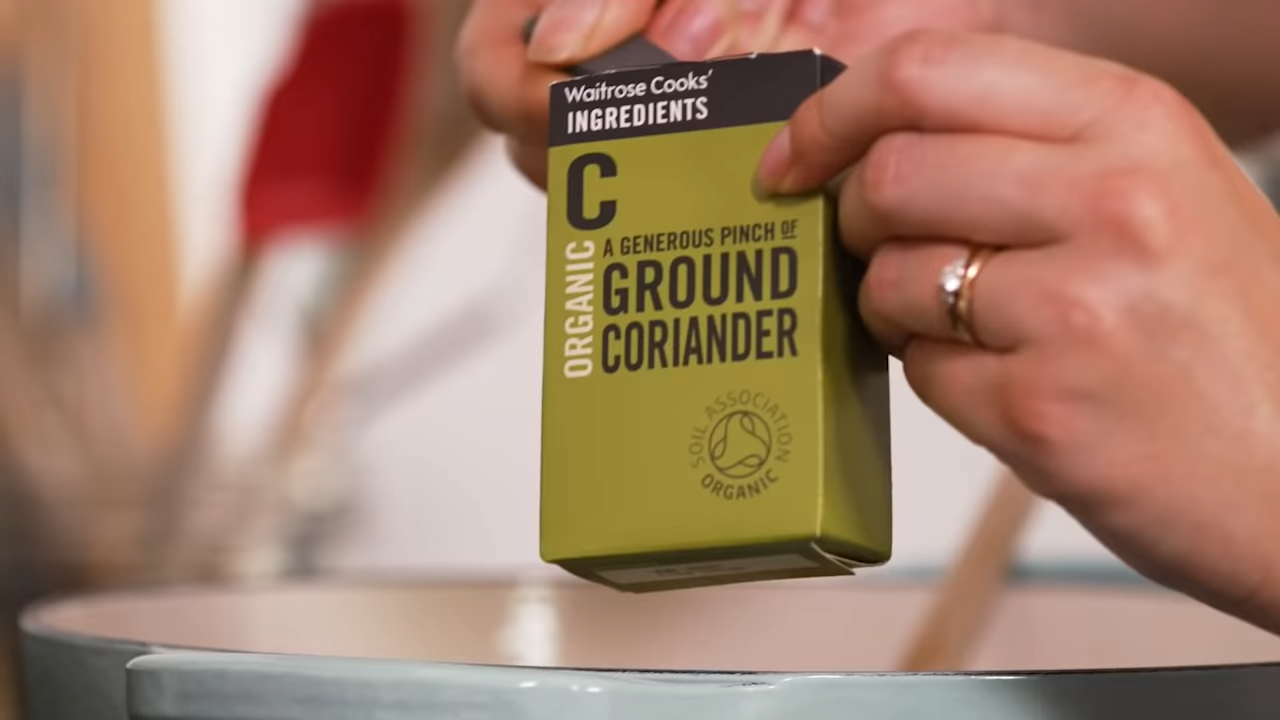 Waitrose Cooks'
INGREDIENTS
C
ORGANIC
A GENEROUS PINCH OF
GROUND
CORIANDER
SOIL ASSOCIATION
ORGANIC